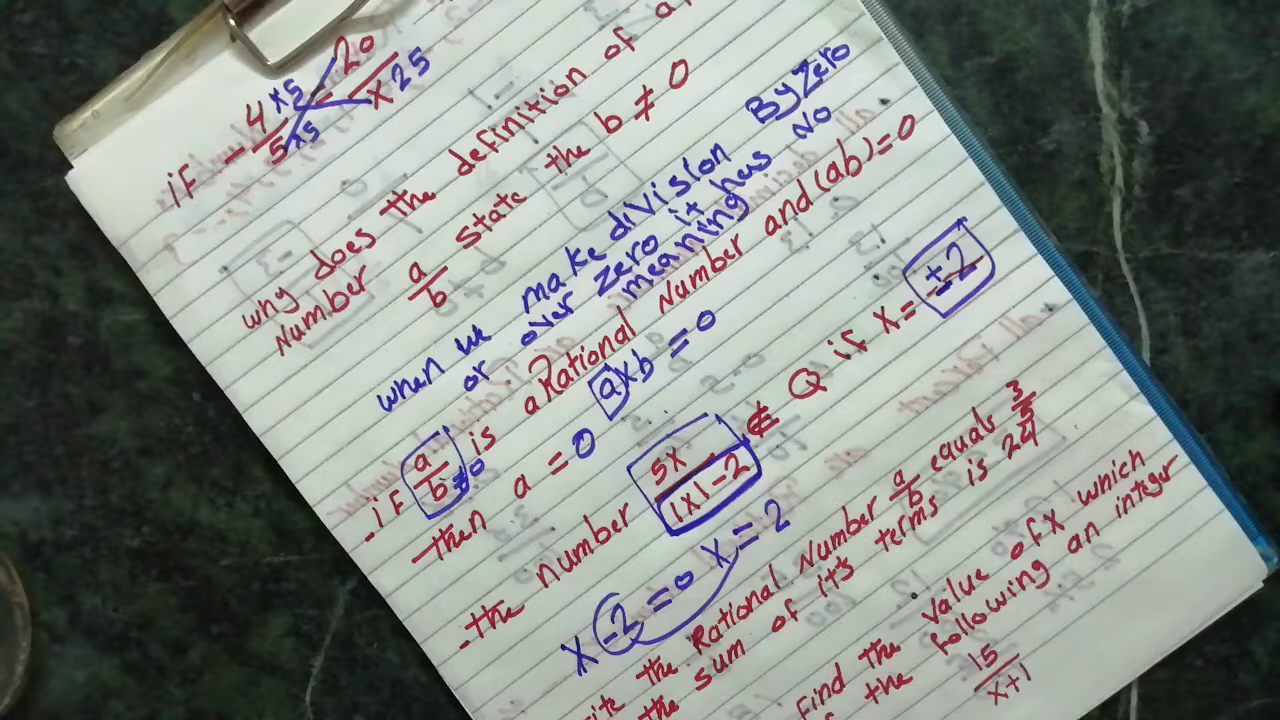 if - 4×5/5×5 = 20/×25
why does the definition of a
Number a/b state the b ≠ 0
when we make division By Zero
or over zero it has No
meaning
- if a/b≠0 is a Rational Number and (ab)=0
then a = 0 a×b = 0
- the number 5x/|x|-2 ∉ Q if x = ±2
x -2 = 0 x = 2
the Rational Number a/b equals 3/5
the sum of its terms is 24
Find the value of x which
the following an integer
15/x+1